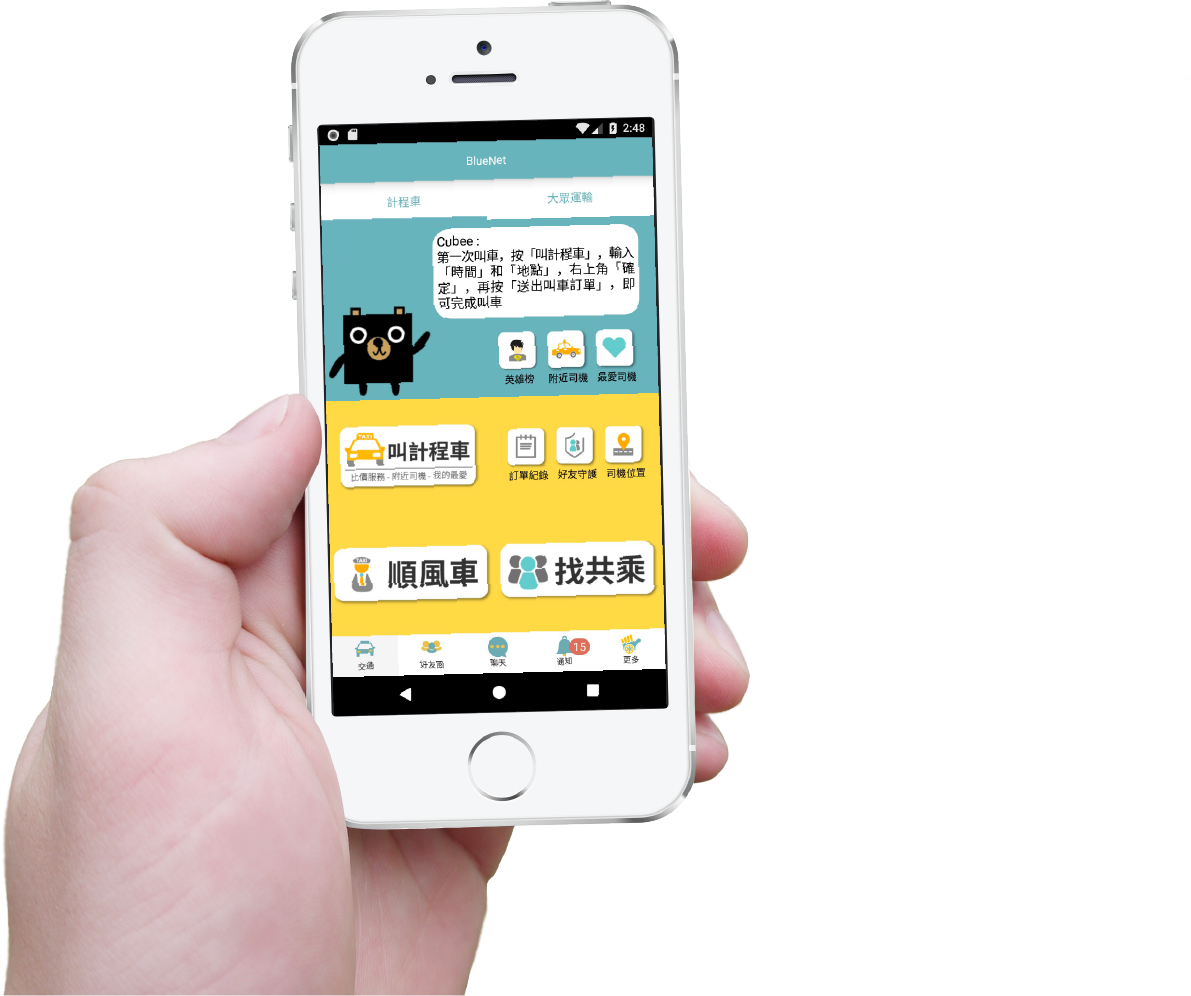 2:48
BlueNet
計程車
大眾運輸
Cubee :
第一次叫車，按「叫計程車」，輸入
「時間」和「地點」，右上角「確
定」，再按「送出叫車訂單」，即
可完成叫車
英雄榜
附近司機
最愛司機
TAXI
叫計程車
比價服務 - 附近司機 - 我的最愛
訂單紀錄
好友守護
司機位置
TAXI
順風車
找共乘
交通
好友圈
聊天
15
通知
更多